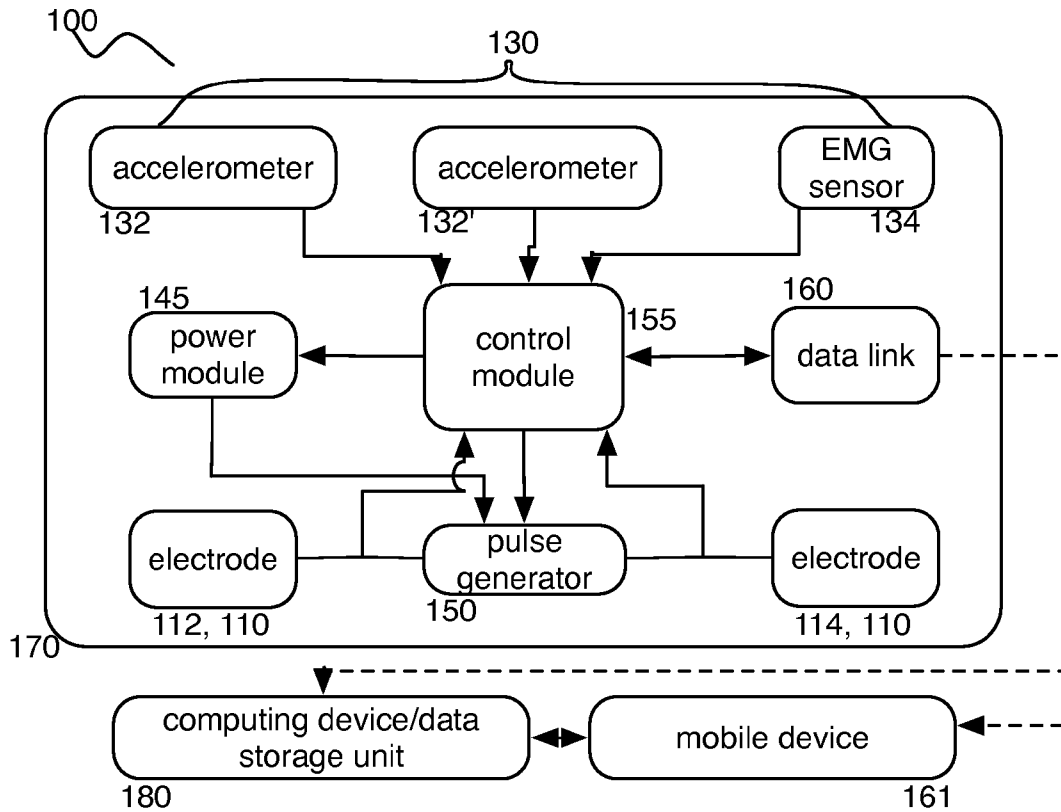 100
130
accelerometer
accelerometer
EMG
sensor
132
132'
134
145
160
155
power
module
control
module
data link
electrode
pulse
generator
electrode
112, 110
150
114, 110
170
computing device/data
storage unit
mobile device
180
161